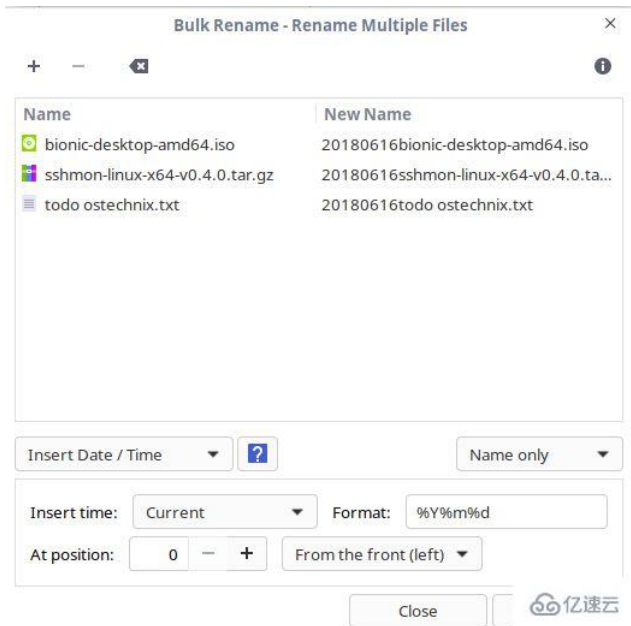 Bulk Rename - Rename Multiple Files
Name New Name
bionic-desktop-amd64.iso 20180616bionic-desktop-amd64.iso
sshmon-linux-x64-v0.4.0.tar.gz 20180616sshmon-linux-x64-v0.4.0.ta...
todo ostechnix.txt 20180616todo ostechnix.txt
Insert Date / Time ? Name only
Insert time: Current Format: %Y%m%d
At position: 0 − + From the front (left)
Close
亿速云